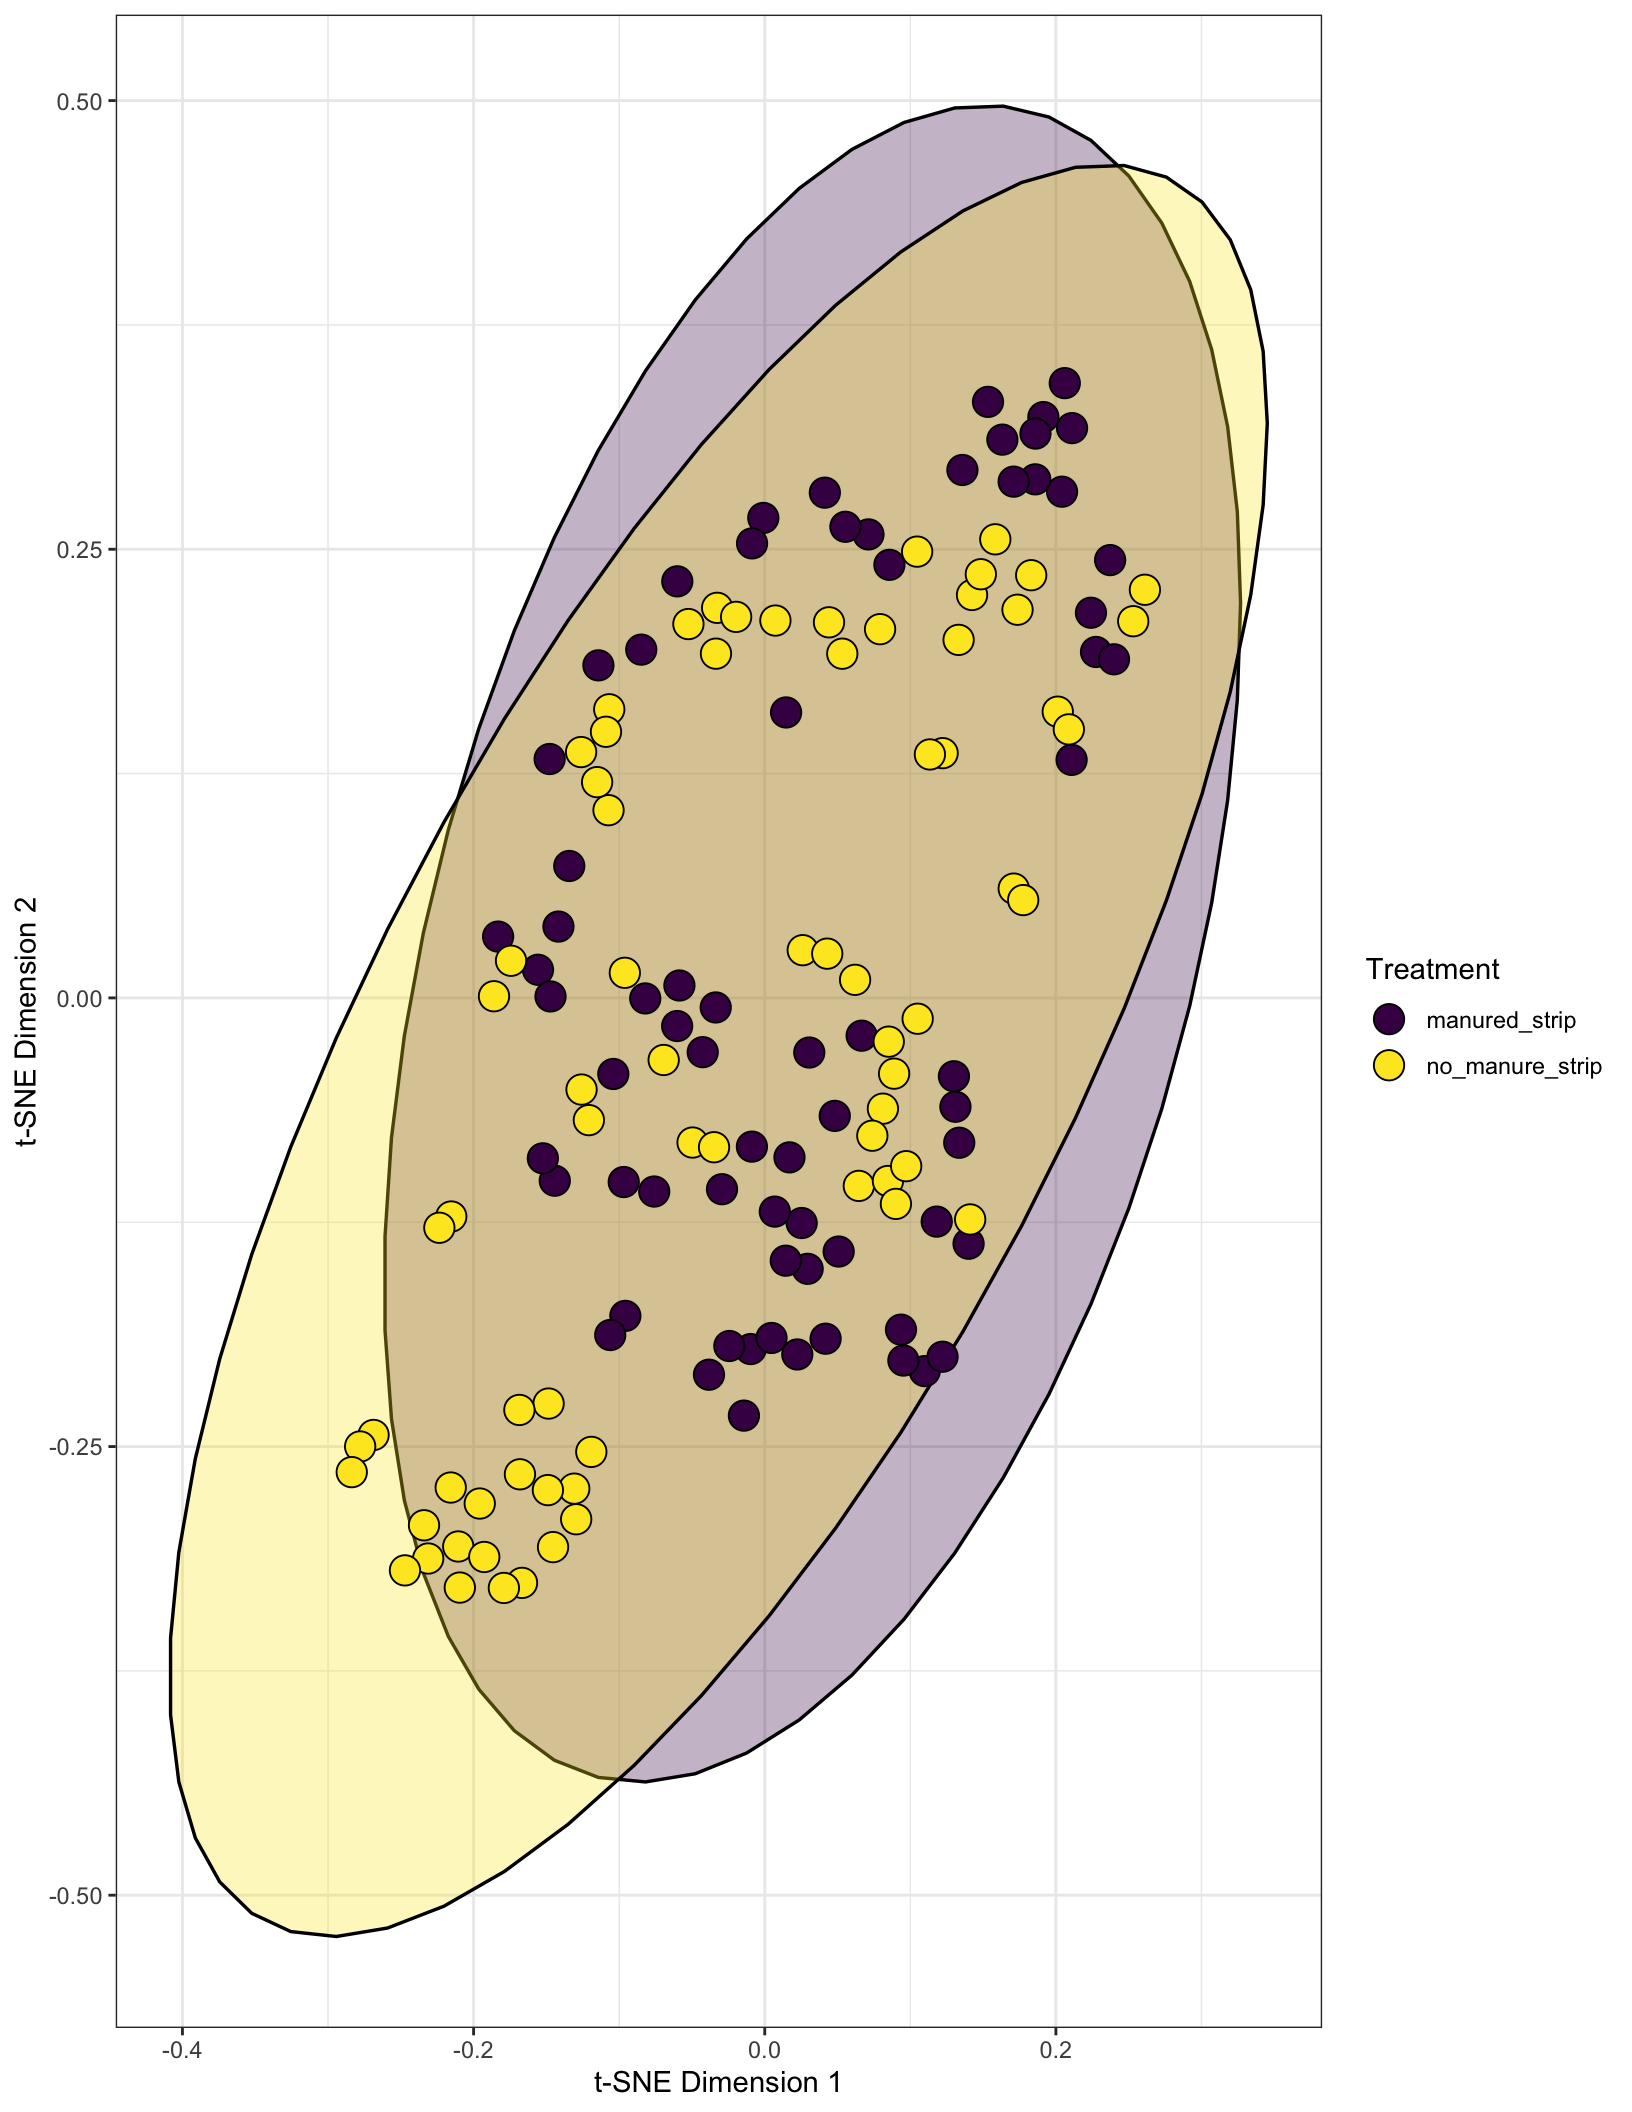 0.50
0.25
0.00
-0.25
-0.50
t-SNE Dimension 2
-0.4
-0.2
0.0
0.2
t-SNE Dimension 1
Treatment
manured_strip
no_manure_strip